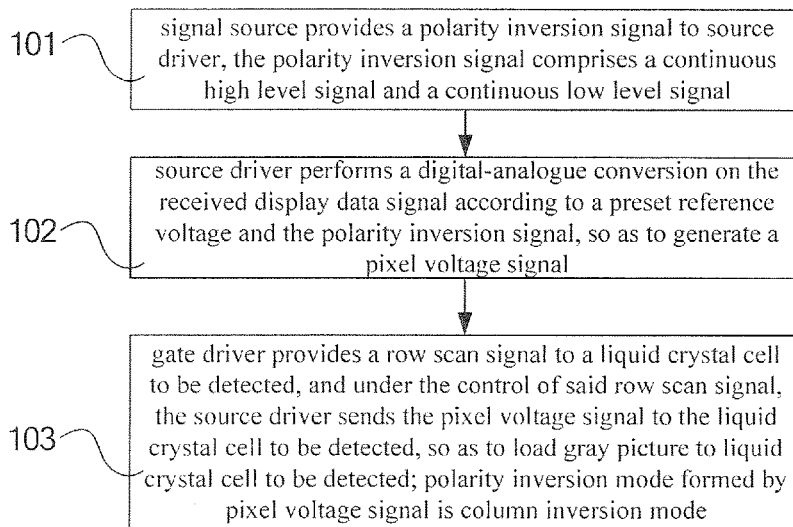 101
signal source provides a polarity inversion signal to source
driver, the polarity inversion signal comprises a continuous
high level signal and a continuous low level signal
102
source driver performs a digital-analogue conversion on the
received display data signal according to a preset reference
voltage and the polarity inversion signal, so as to generate a
pixel voltage signal
103
gate driver provides a row scan signal to a liquid crystal cell
to be detected, and under the control of said row scan signal,
the source driver sends the pixel voltage signal to the liquid
crystal cell to be detected, so as to load gray picture to liquid
crystal cell to be detected; polarity inversion mode formed by
pixel voltage signal is column inversion mode